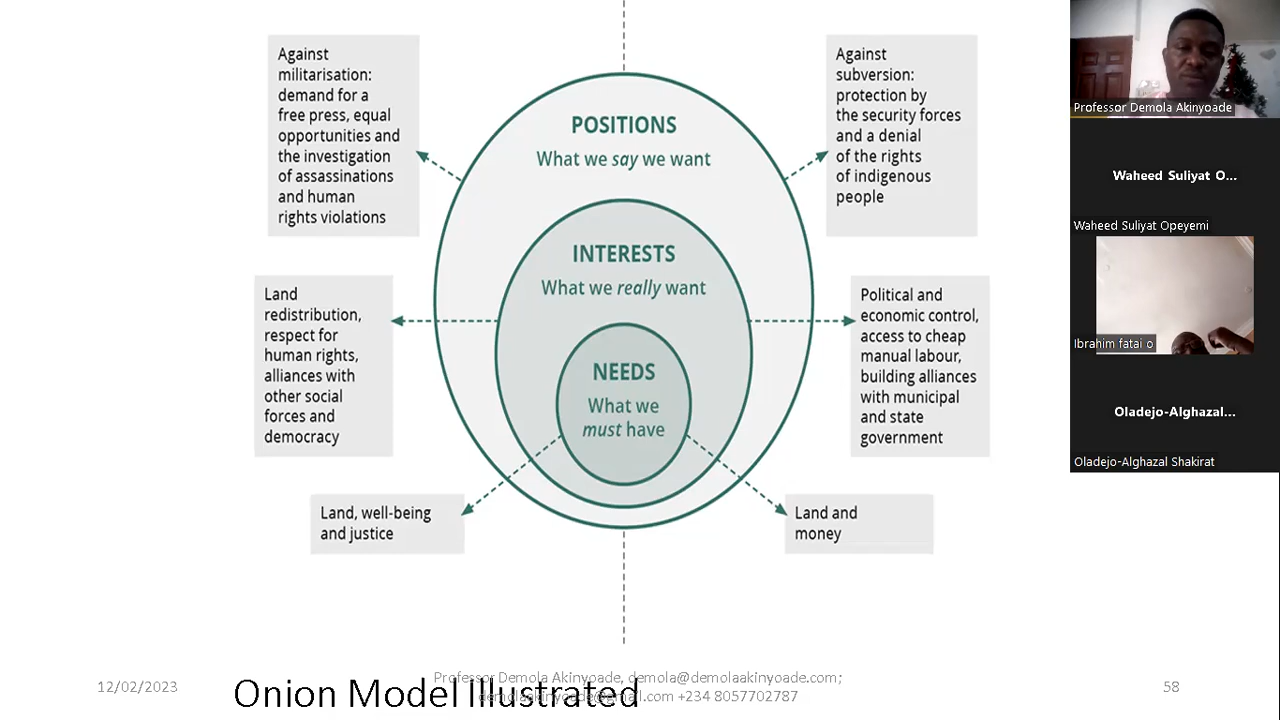 Against
militarisation:
demand for a
free press, equal
opportunities and
the investigation
of assassinations
and human
rights violations
POSITIONS
What we say we want
Against
subversion:
protection by
the security forces
and a denial
of the rights
of indigenous
people
Land
redistribution,
respect for
human rights,
alliances with
other social
forces and
democracy
INTERESTS
What we really want
Political and
economic control,
access to cheap
manual labour,
building alliances
with municipal
and state
government
NEEDS
What we
must have
Land, well-being
and justice
Land and
money
12/02/2023
Onion Model Illustrated
Professor Demola Akinyoade, demola@demolaakinyoade.com;
demolaakinyoade@gmail.com +234 8057702787
58
Professor Demola Akinyoade
Waheed Suliyat O...
Waheed Suliyat Opeyemi
Ibrahim fatai o
Oladejo-Alghazal...
Oladejo-Alghazal Shakirat